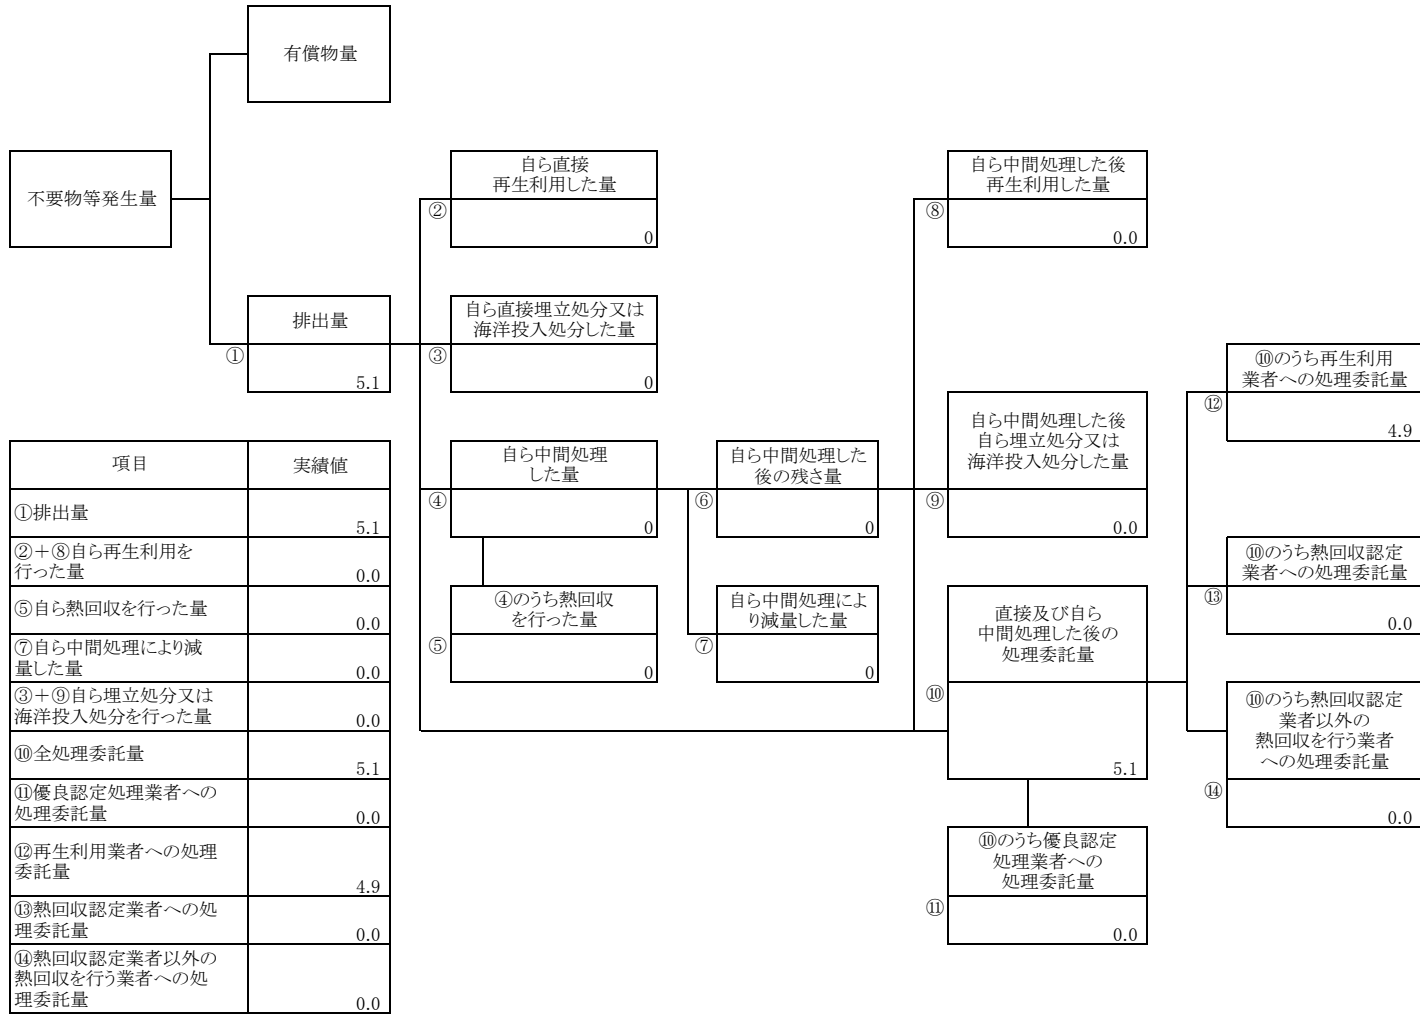 有償物量
不要物等発生量
排出量
①
5.1
自ら直接
再生利用した量
②
0
自ら直接埋立処分又は
海洋投入処分した量
③
0
自ら中間処理
した量
④
0
④のうち熱回収
を行った量
⑤
0
自ら中間処理した
後の残さ量
⑥
0
自ら中間処理によ
り減量した量
⑦
0
自ら中間処理した後
再生利用した量
⑧
0.0
自ら中間処理した後
自ら埋立処分又は
海洋投入処分した量
⑨
0.0
直接及び自ら
中間処理した後の
処理委託量
⑩
5.1
⑩のうち優良認定
処理業者への
処理委託量
⑪
0.0
⑩のうち再生利用
業者への処理委託量
⑫
4.9
⑩のうち熱回収認定
業者への処理委託量
⑬
0.0
⑩のうち熱回収認定
業者以外の
熱回収を行う業者
への処理委託量
⑭
0.0
項目 実績値
①排出量 5.1
②＋⑧自ら再生利用を
行った量 0.0
⑤自ら熱回収を行った量 0.0
⑦自ら中間処理により減
量した量 0.0
③＋⑨自ら埋立処分又は
海洋投入処分を行った量 0.0
⑩全処理委託量 5.1
⑪優良認定処理業者への
処理委託量 0.0
⑫再生利用業者への処理
委託量 4.9
⑬熱回収認定業者への処
理委託量 0.0
⑭熱回収認定業者以外の
熱回収を行う業者への処
理委託量 0.0